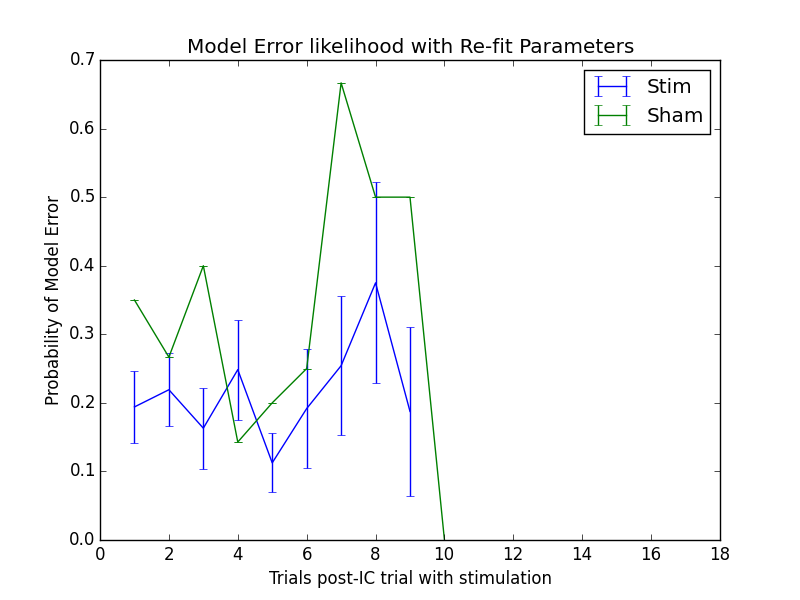 Model Error likelihood with Re-fit Parameters
Stim
Sham
Probability of Model Error
0.7
0.6
0.5
0.4
0.3
0.2
0.1
0.0
0 2 4 6 8 10 12 14 16 18
Trials post-IC trial with stimulation